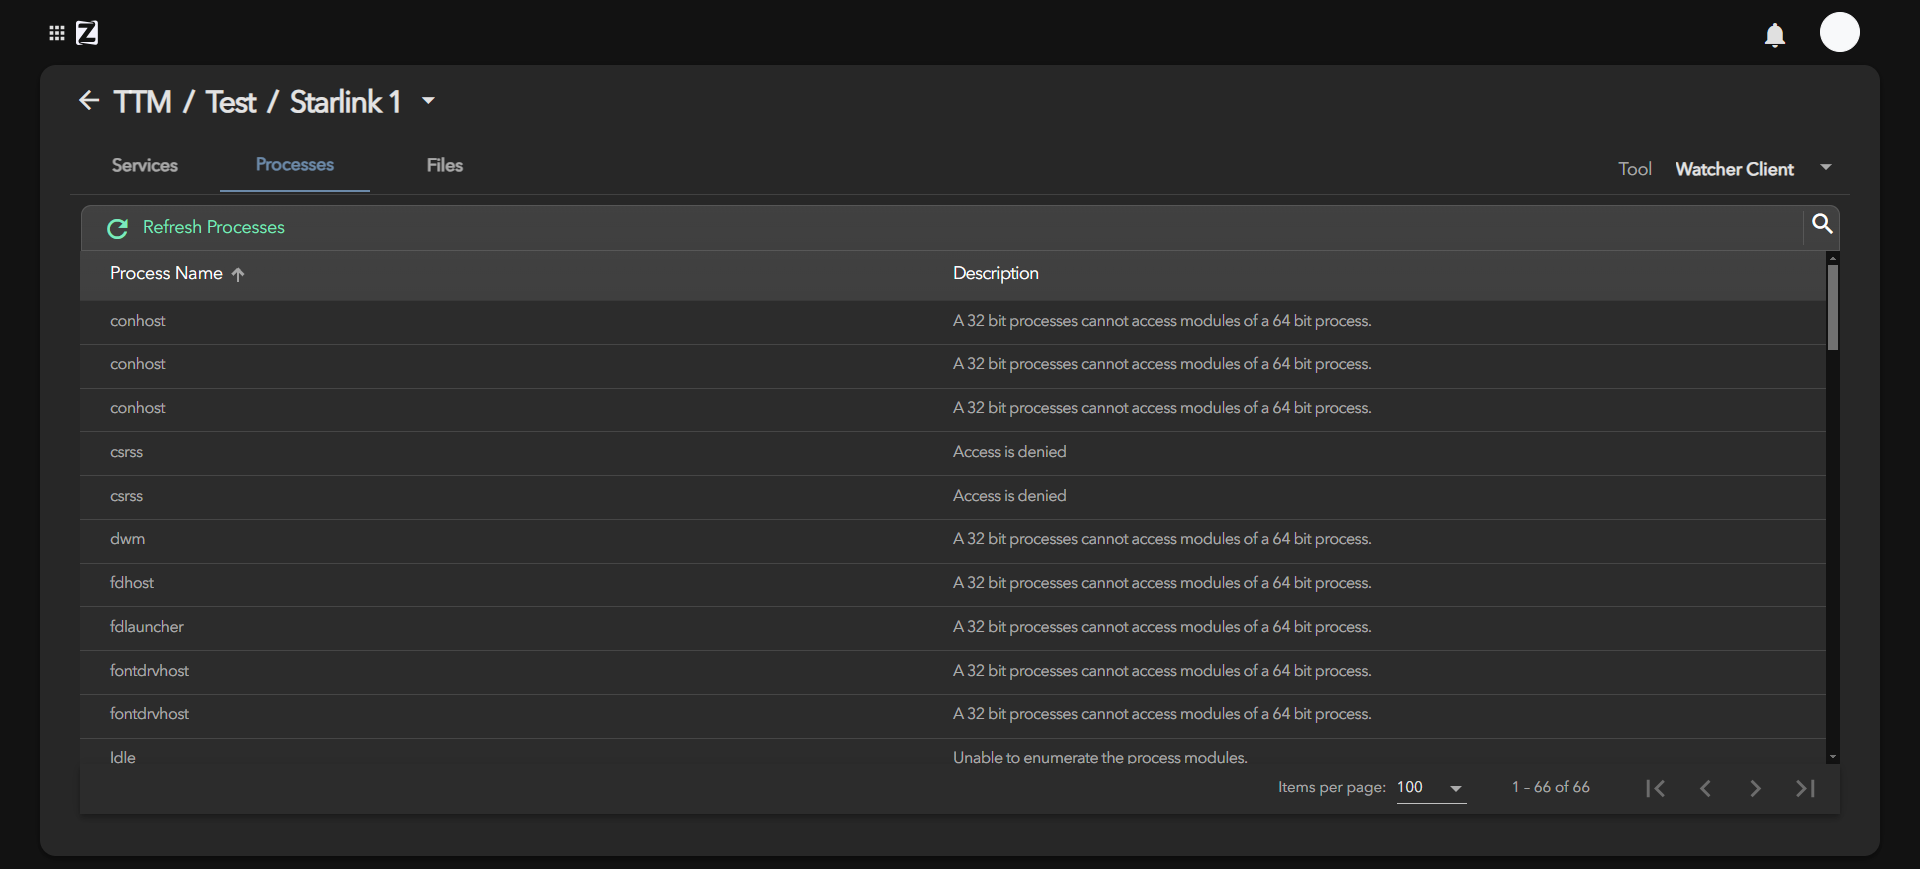 Z
TTM / Test / Starlink 1
Services Processes Files Tool Watcher Client
Refresh Processes
Process Name Description
conhost A 32 bit processes cannot access modules of a 64 bit process.
conhost A 32 bit processes cannot access modules of a 64 bit process.
conhost A 32 bit processes cannot access modules of a 64 bit process.
csrss Access is denied
csrss Access is denied
dwm A 32 bit processes cannot access modules of a 64 bit process.
fdhost A 32 bit processes cannot access modules of a 64 bit process.
fdlauncher A 32 bit processes cannot access modules of a 64 bit process.
fontdrvhost A 32 bit processes cannot access modules of a 64 bit process.
fontdrvhost A 32 bit processes cannot access modules of a 64 bit process.
Idle Unable to enumerate the process modules.
Items per page: 100 1 – 66 of 66